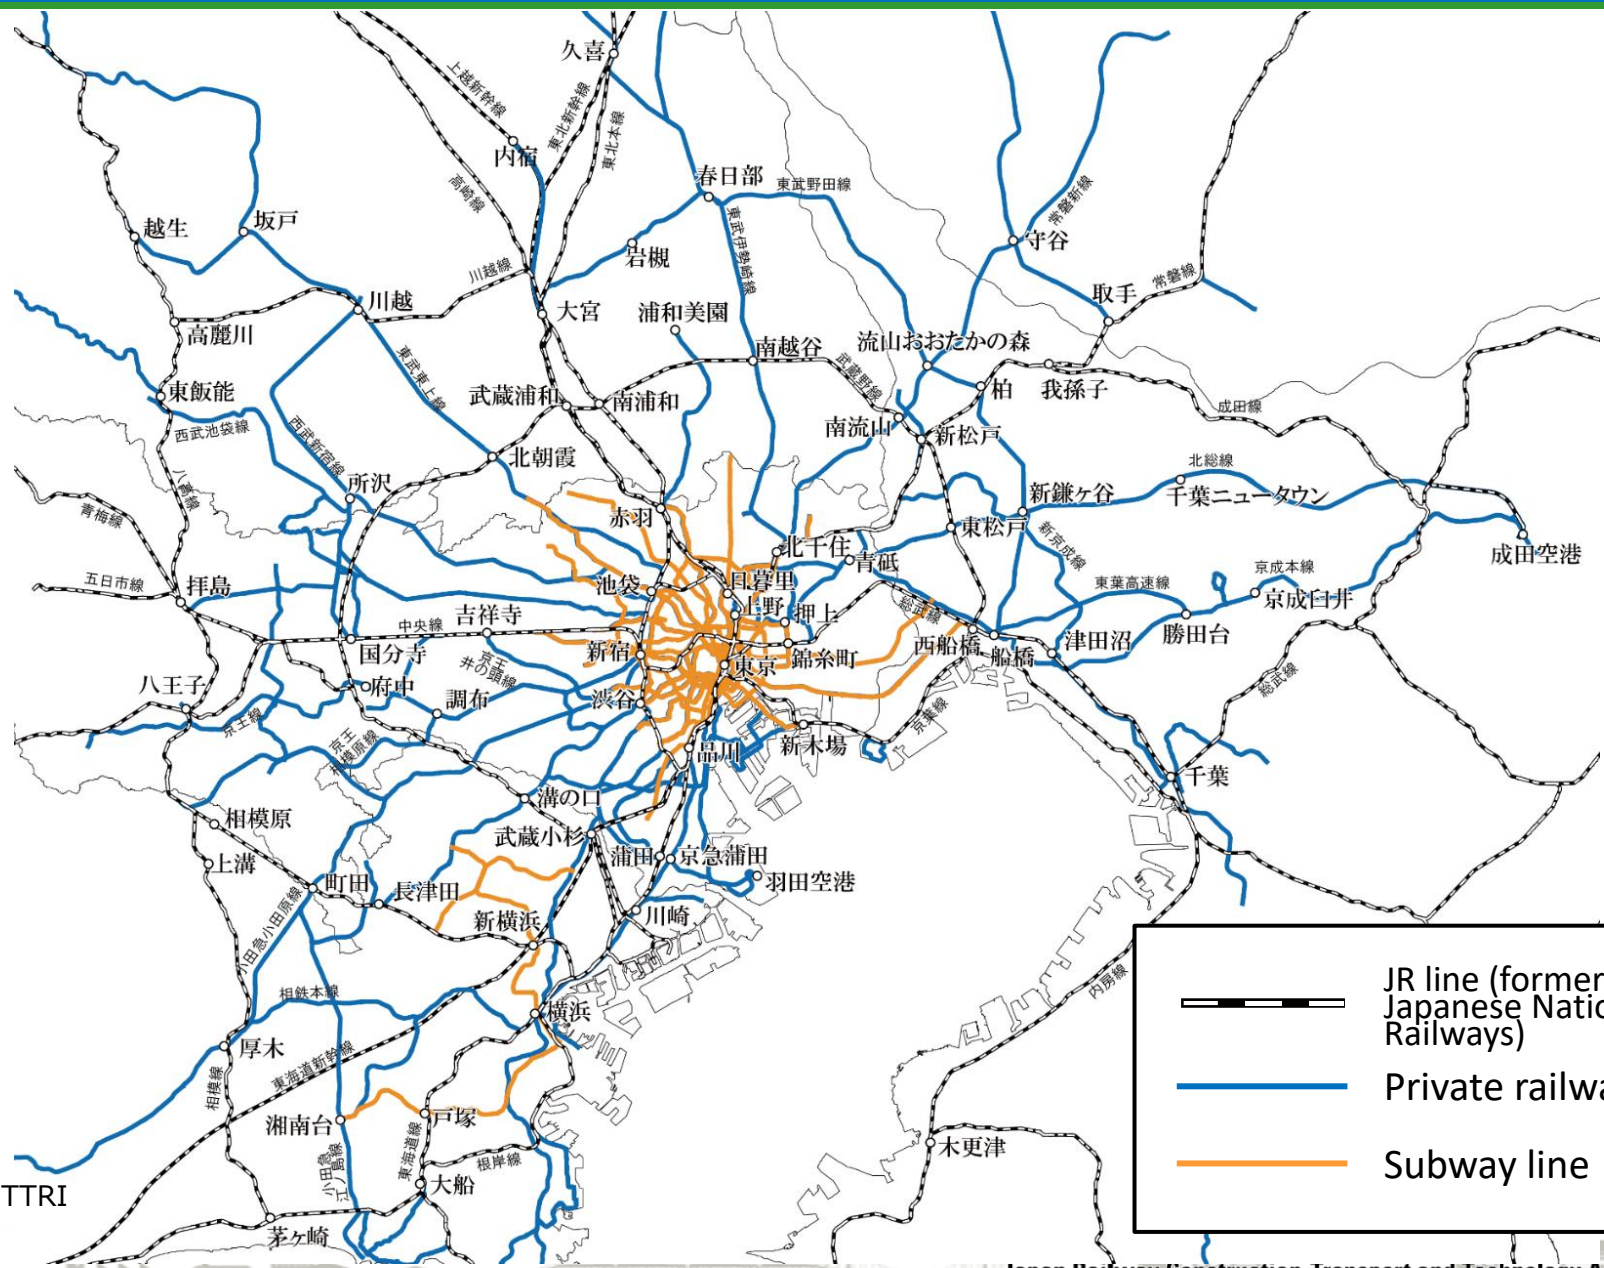 久喜
上越新幹線
東北新幹線
東北本線
内宿
高崎線
春日部
東武野田線
常磐新線
越生
坂戸
東武伊勢崎線
守谷
岩槻
川越線
常磐線
川越
大宮
浦和美園
取手
高麗川
南越谷
流山おおたかの森
東武東上線
武蔵野線
東飯能
武蔵浦和
南浦和
柏
我孫子
成田線
西武池袋線
西武新宿線
南流山
新松戸
北朝霞
北総線
八高線
所沢
新鎌ヶ谷
千葉ニュータウン
青梅線
赤羽
東松戸
新京成線
北千住
青砥
成田空港
五日市線
拝島
池袋
日暮里
東葉高速線
京成本線
京成臼井
上野
押上
総武線
吉祥寺
中央線
勝田台
国分寺
京王
井の頭線
新宿
東京
錦糸町
西船橋
船橋
津田沼
八王子
府中
調布
渋谷
総武線
京王線
京王
相模原線
品川
新木場
京葉線
千葉
相模原
溝の口
武蔵小杉
上溝
蒲田
京急蒲田
町田
長津田
羽田空港
小田急小田原線
新横浜
川崎
相鉄本線
横浜
内房線
JR line (former
Japanese Natio
Railways)
厚木
東海道新幹線
相模線
Private railwa
湘南台
戸塚
東海道線
木更津
小田急
江ノ島線
根岸線
Subway line
大船
TTRI
茅ヶ崎